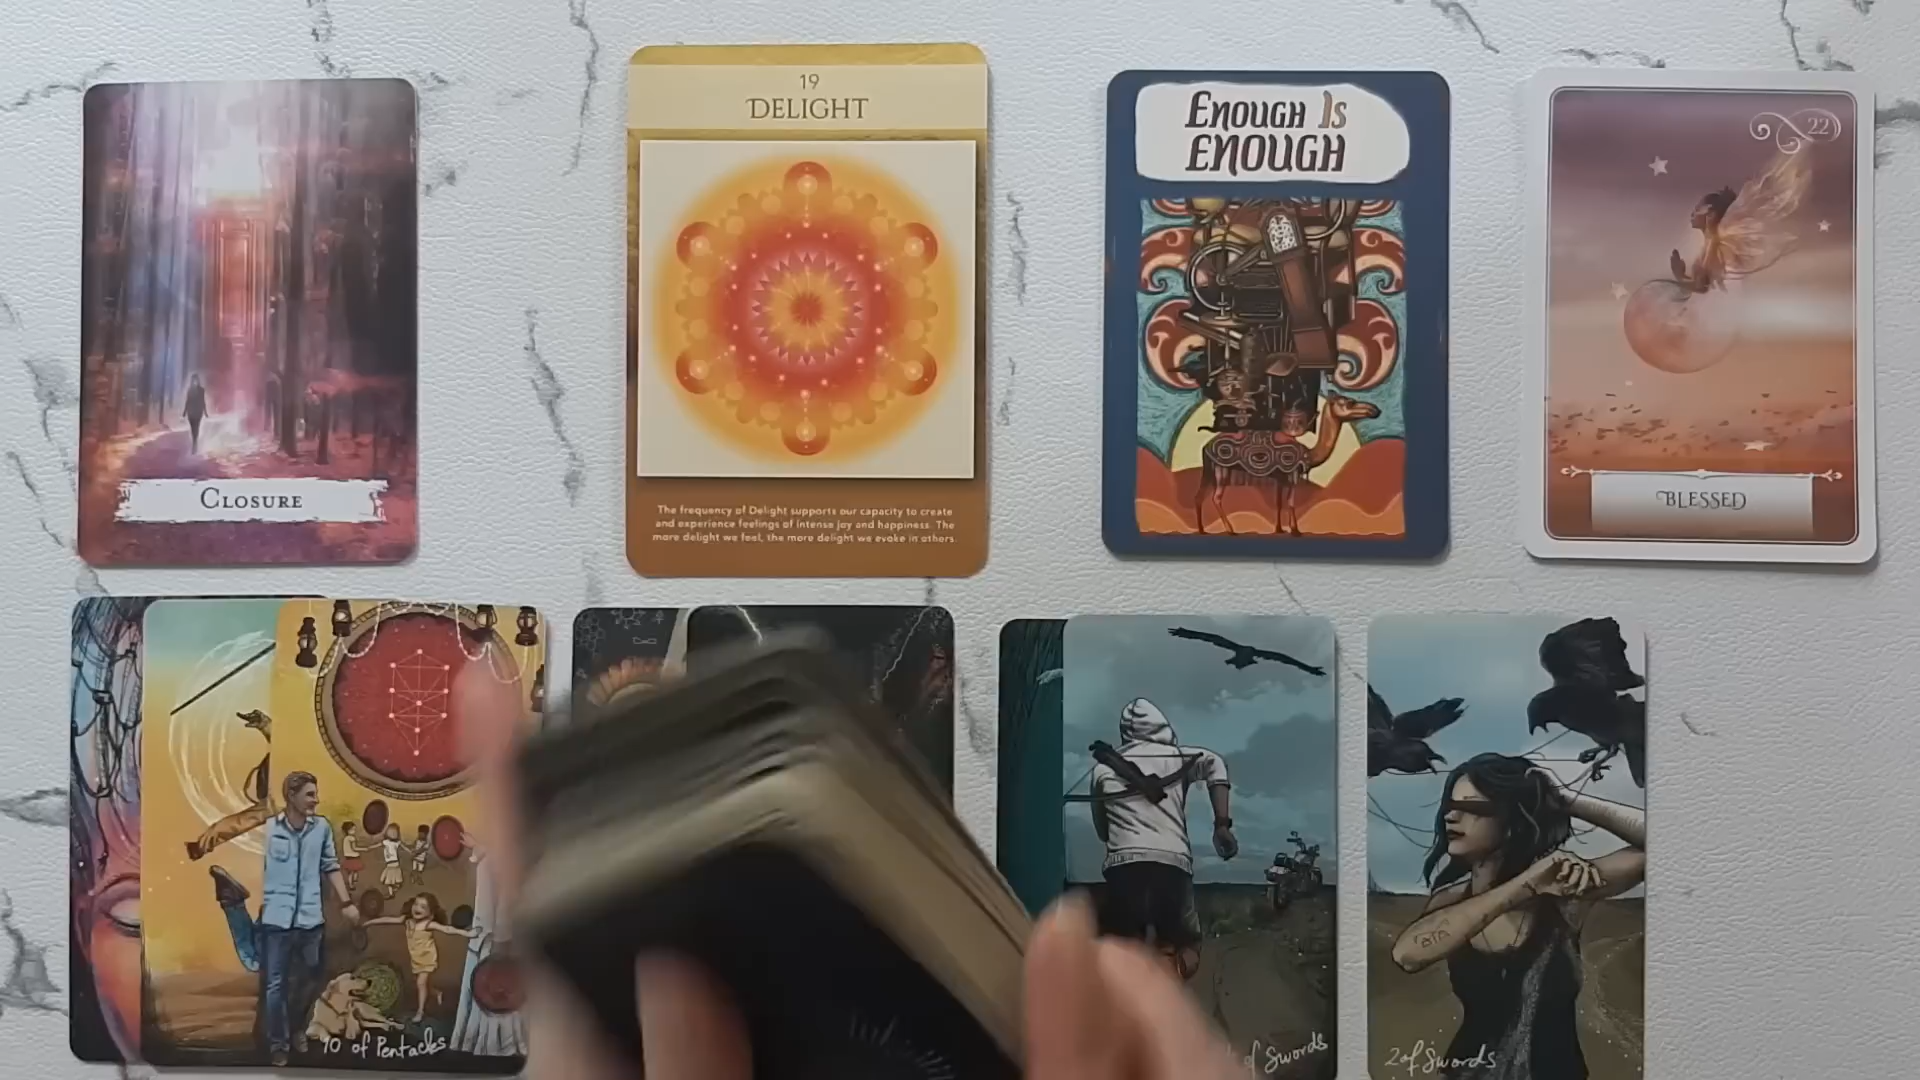 CLOSURE
19
DELIGHT
The frequency of Delight supports our capacity to create
and experience feelings of intense joy and happiness. The
more delight we feel, the more delight we evoke in others.
ENOUGH IS
ENOUGH
22
BLESSED
10 of Pentacles
of Swords
2 of Swords